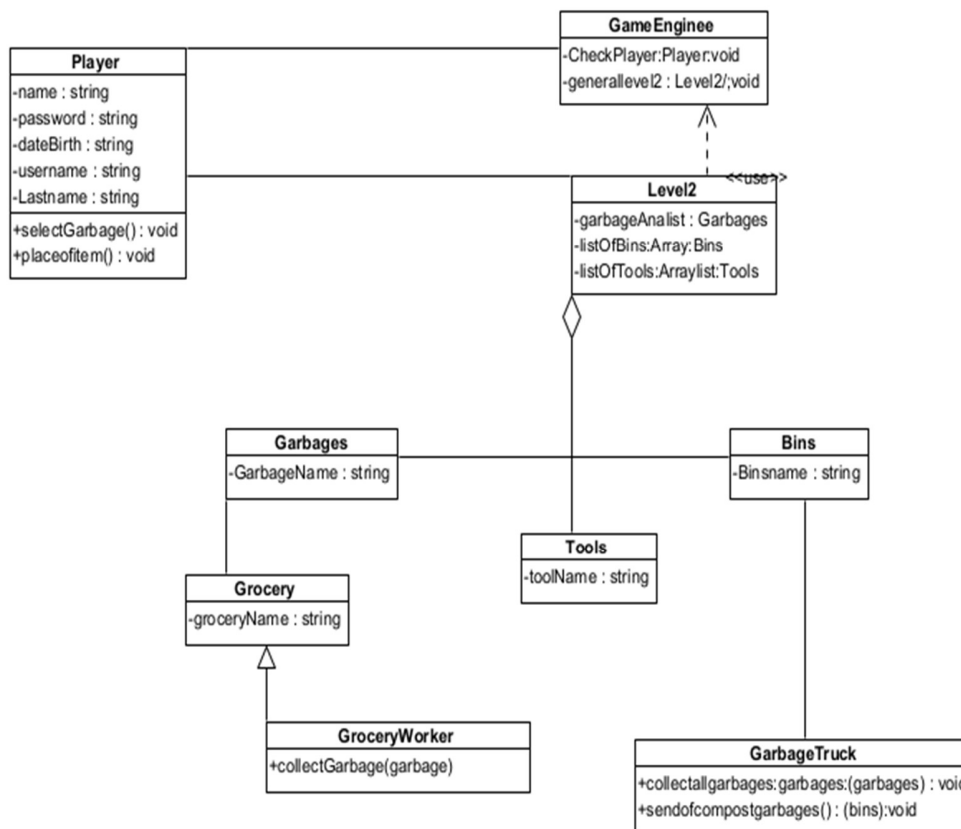 GameEnginee
-CheckPlayer:Player:void
-generallevel2 : Level2/;void
Player
-name : string
-password : string
-dateBirth : string
-username : string
-Lastname : string
+selectGarbage() : void
+placeofitem() : void
<<use>>
Level2
-garbageAnalist : Garbages
-listOfBins:Array:Bins
-listOfTools:Arraylist:Tools
Garbages
-GarbageName : string
Bins
-Binsname : string
Tools
-toolName : string
Grocery
-groceryName : string
GroceryWorker
+collectGarbage(garbage)
GarbageTruck
+collectallgarbages:garbages:(garbages) : void
+sendofcompostgarbages() : (bins):void